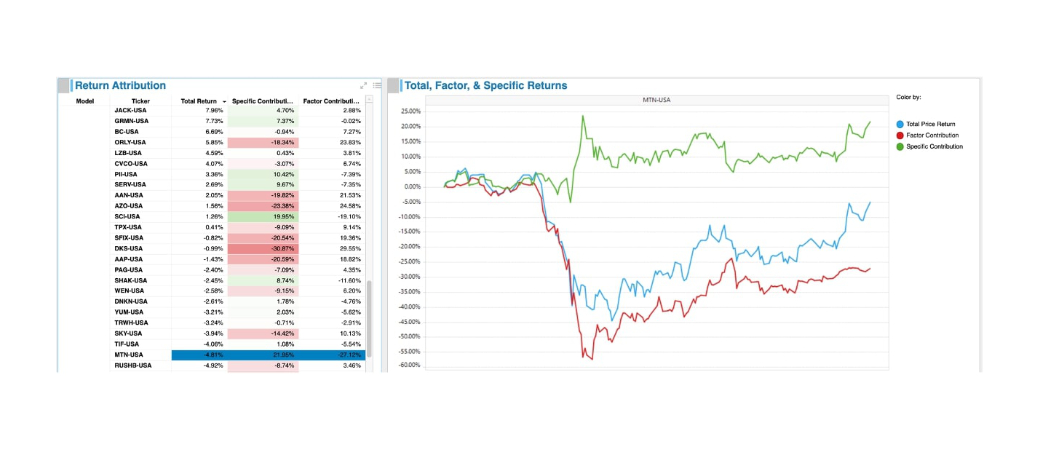 Return Attribution
Model Ticker Total Return Specific Contributi... Factor Contributi...
JACK-USA 7.96% 4.70% 2.88%
GRMN-USA 7.73% 7.37% -0.02%
BC-USA 6.69% -0.94% 7.27%
ORLY-USA 5.85% -18.34% 23.83%
LZB-USA 4.59% 0.43% 3.81%
CVCO-USA 4.07% -3.07% 6.74%
PII-USA 3.36% 10.42% -7.39%
SERV-USA 2.69% 9.67% -7.35%
AAN-USA 2.05% -19.82% 21.53%
AZO-USA 1.56% -23.38% 24.58%
SCI-USA 1.26% 19.95% -19.10%
TPX-USA 0.41% -9.09% 9.14%
SFIX-USA -0.82% -20.54% 19.36%
DKS-USA -0.99% -30.87% 29.55%
AAP-USA -1.43% -20.59% 18.82%
PAG-USA -2.40% -7.09% 4.35%
SHAK-USA -2.45% 8.74% -11.60%
WEN-USA -2.58% -9.15% 6.20%
DNKN-USA -2.61% 1.78% -4.76%
YUM-USA -3.21% 2.03% -5.62%
TRWH-USA -3.24% -0.71% -2.91%
SKY-USA -3.94% -14.42% 10.13%
TIF-USA -4.06% 1.08% -5.54%
MTN-USA -4.81% 21.96% -27.12%
RUSHB-USA -4.92% -8.74% 3.46%
Total, Factor, & Specific Returns
MTN-USA
25.00%
20.00%
15.00%
10.00%
5.00%
0.00%
-5.00%
-10.00%
-15.00%
-20.00%
-25.00%
-30.00%
-35.00%
-40.00%
-45.00%
-50.00%
-55.00%
-60.00%
Color by:
Total Price Return
Factor Contribution
Specific Contribution